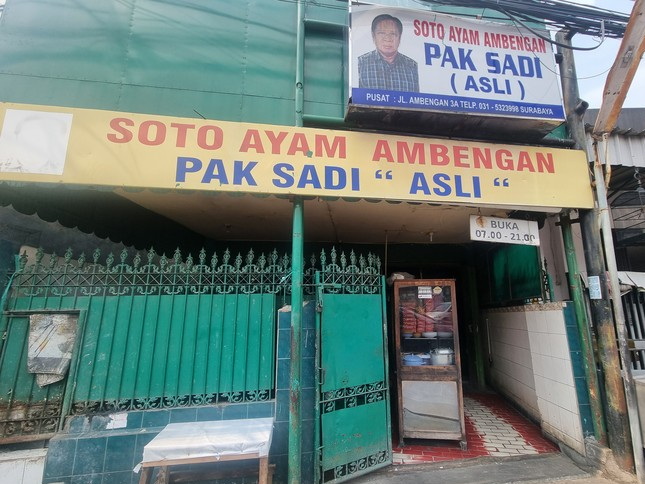 SOTO AYAM AMBENGAN
PAK SADI
( ASLI )
PUSAT : JL. AMBENGAN 3A TELP. 031 - 5323998 SURABAYA
SOTO AYAM AMBENGAN
PAK SADI “ ASLI “
BUKA
07.00 - 21.00